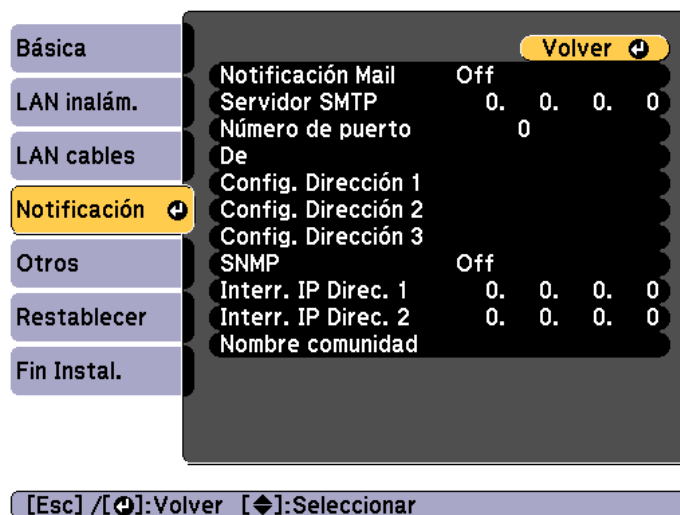 Básica
LAN inalám.
LAN cables
Notificación
Otros
Restablecer
Fin Instal.
Volver
Notificación Mail Off
Servidor SMTP 0. 0. 0. 0
Número de puerto 0
De
Config. Dirección 1
Config. Dirección 2
Config. Dirección 3
SNMP Off
Interr. IP Direc. 1 0. 0. 0. 0
Interr. IP Direc. 2 0. 0. 0. 0
Nombre comunidad
[Esc] /[⏎]:Volver [◆]:Seleccionar